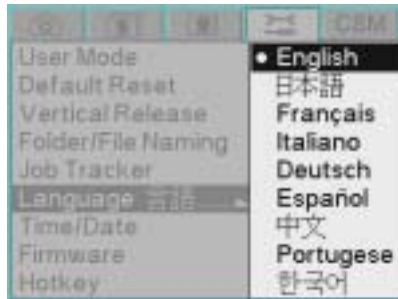 CSM
User Mode
Default Reset
Vertical Release
Folder/File Naming
Job Tracker
Language 言語
Time/Date
Firmware
Hotkey
English
日本語
Français
Italiano
Deutsch
Español
中文
Portugese
한국어